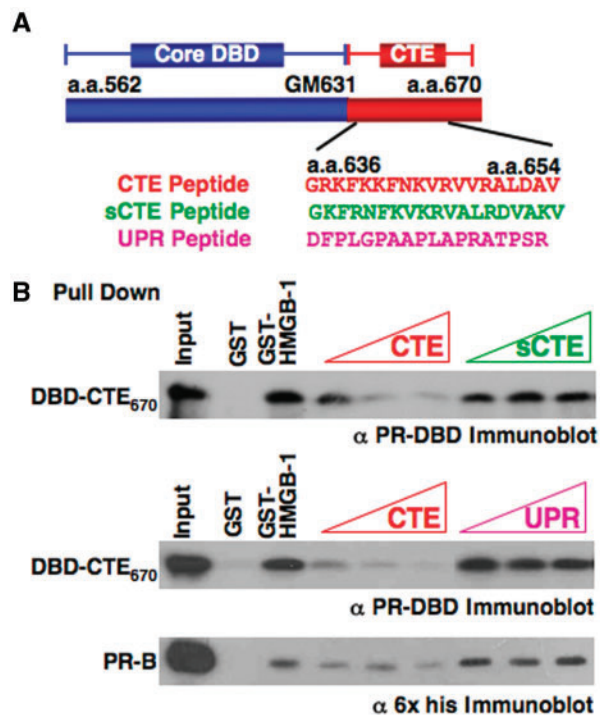 A
Core DBD
CTE
a.a.562
GM631
a.a.670
a.a.636
a.a.654
CTE Peptide GRKFKKFNKVRVVRALDAV
sCTE Peptide GKFRNFKVKRVALRDVAKV
UPR Peptide DFPLGPAAPLAPRATPSR
B
Pull Down
Input
GST
GST-
HMGB-1
CTE
sCTE
DBD-CTE670
α PR-DBD Immunoblot
Input
GST
GST-
HMGB-1
CTE
UPR
DBD-CTE670
α PR-DBD Immunoblot
PR-B
α 6x his Immunoblot